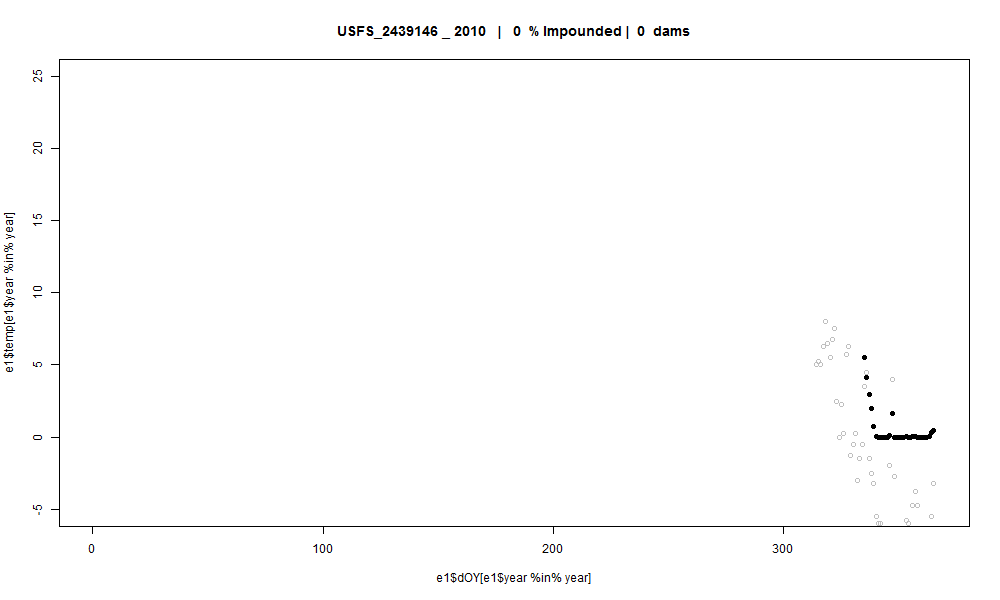 USFS_2439146 _ 2010 | 0 % Impounded | 0 dams
25
20
15
10
5
0
-5
e1$temp[e1$year %in% year]
0 100 200 300
e1$dOY[e1$year %in% year]